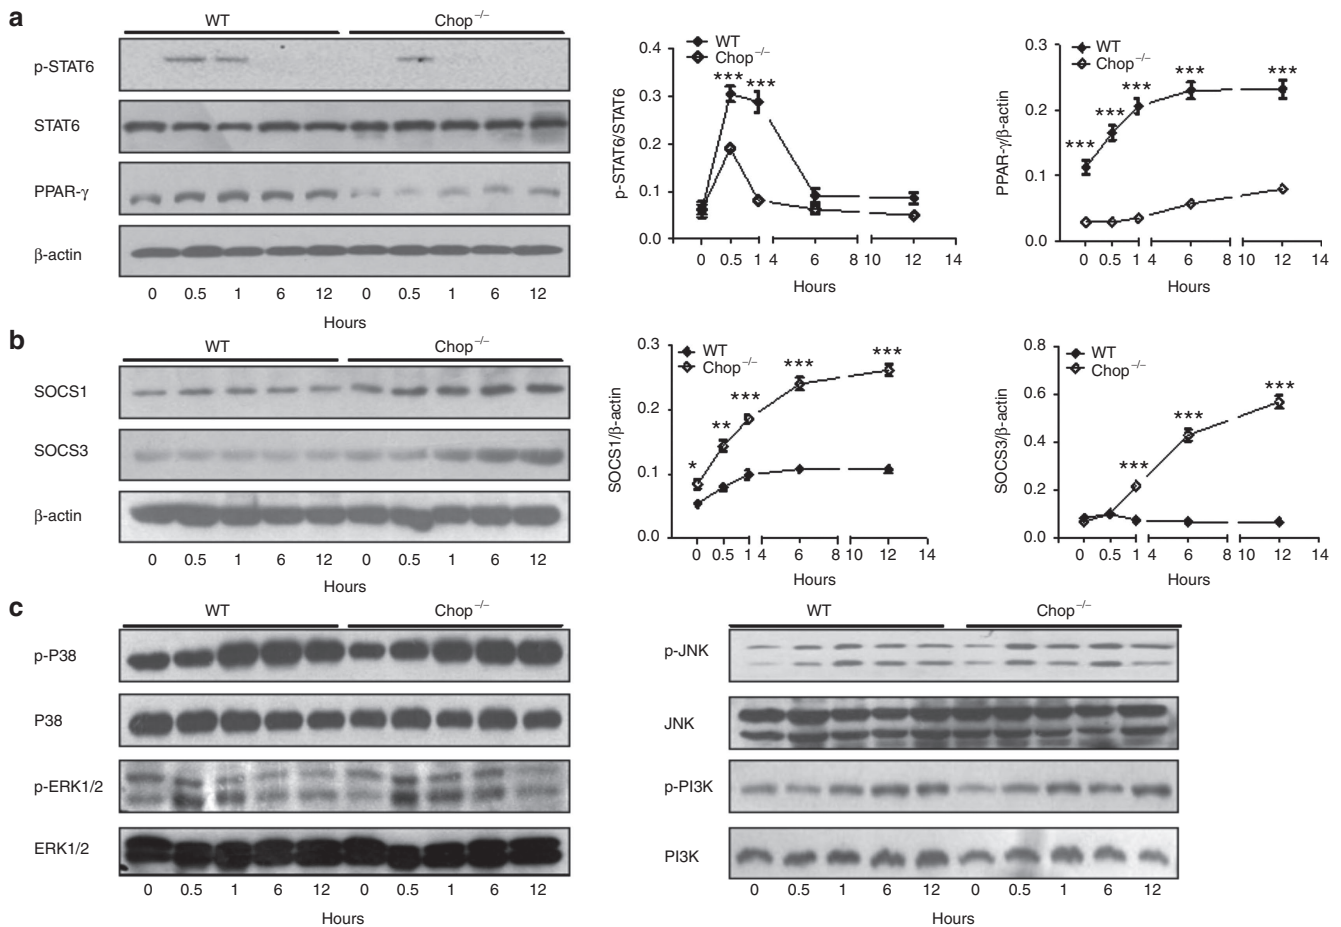 a
WT Chop−/−
p-STAT6
STAT6
PPAR-γ
β-actin
0 0.5 1 6 12 0 0.5 1 6 12
Hours
WT
Chop−/−
p-STAT6/STAT6
0.4
0.3
0.2
0.1
0.0
*** ***
0 0.5 1 4 6 8 10 12 14
Hours
WT
Chop−/−
PPAR-γ/β-actin
0.3
0.2
0.1
0.0
*** *** *** *** ***
0 0.5 1 4 6 8 10 12 14
Hours
b
WT Chop−/−
SOCS1
SOCS3
β-actin
0 0.5 1 6 12 0 0.5 1 6 12
Hours
WT
Chop−/−
SOCS1/β-actin
0.3
0.2
0.1
0.0
* ** *** *** ***
0 0.5 1 4 6 8 10 12 14
Hours
WT
Chop−/−
SOCS3/β-actin
0.8
0.6
0.4
0.2
0.0
*** *** ***
0 0.5 1 4 6 8 10 12 14
Hours
c
WT Chop−/−
p-P38
P38
p-ERK1/2
ERK1/2
0 0.5 1 6 12 0 0.5 1 6 12
Hours
WT Chop−/−
p-JNK
JNK
p-PI3K
PI3K
0 0.5 1 6 12 0 0.5 1 6 12
Hours